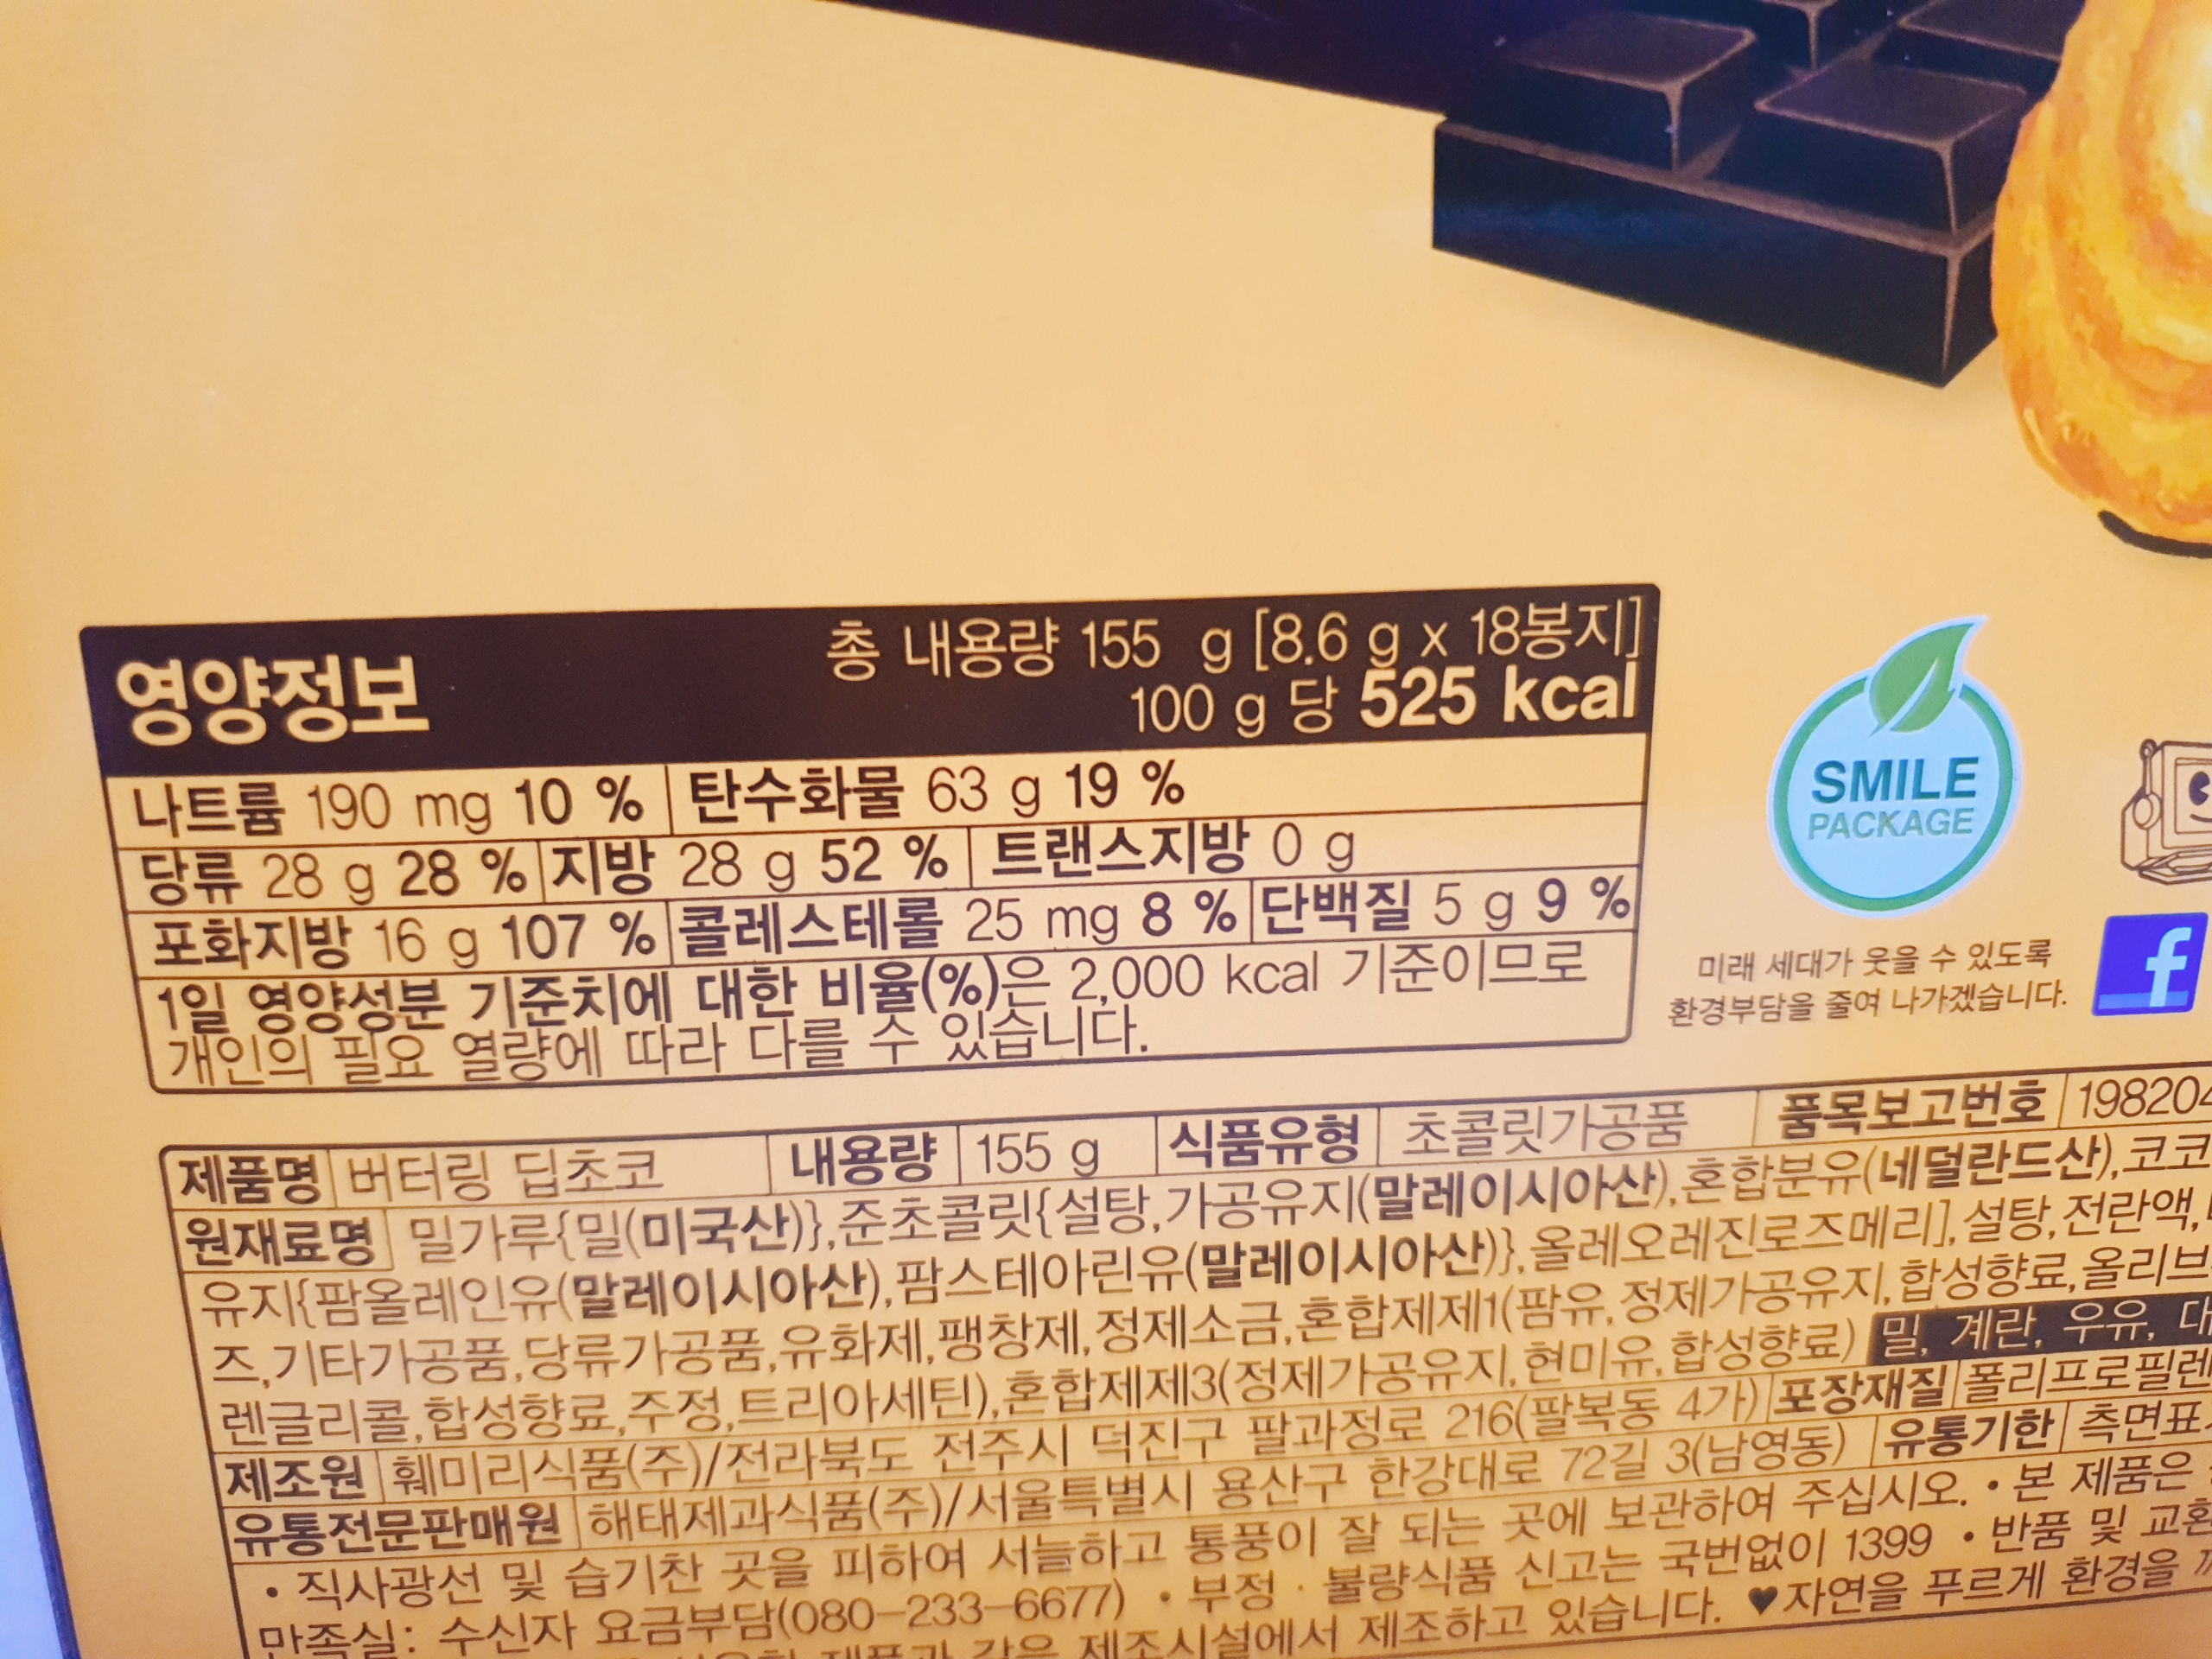 영양정보
총 내용량 155 g [8.6 g x 18봉지]
100 g 당 525 kcal
나트륨 190 mg 10 % 탄수화물 63 g 19 %
당류 28 g 28 % 지방 28 g 52 % 트랜스지방 0 g
포화지방 16 g 107 % 콜레스테롤 25 mg 8 % 단백질 5 g 9 %
1일 영양성분 기준치에 대한 비율(%)은 2,000 kcal 기준이므로
개인의 필요 열량에 따라 다를 수 있습니다.
SMILE
PACKAGE
미래 세대가 웃을 수 있도록
환경부담을 줄여 나가겠습니다.
f
제품명 버터링 딥초코 내용량 155 g 식품유형 초콜릿가공품 품목보고번호 198204
원재료명 밀가루{밀(미국산)},준초콜릿{설탕,가공유지(말레이시아산),혼합분유(네덜란드산),코코
유지{팜올레인유(말레이시아산),팜스테아린유(말레이시아산)},올레오레진로즈메리],설탕,전란액,
즈,기타가공품,당류가공품,유화제,팽창제,정제소금,혼합제제1(팜유,정제가공유지,합성향료,올리브
렌글리콜,합성향료,주정,트리아세틴),혼합제제3(정제가공유지,현미유,합성향료) 밀, 계란, 우유, 대
제조원 훼미리식품(주)/전라북도 전주시 덕진구 팔과정로 216(팔복동 4가) 포장재질 폴리프로필렌
유통전문판매원 해태제과식품(주)/서울특별시 용산구 한강대로 72길 3(남영동) 유통기한 측면표
• 직사광선 및 습기찬 곳을 피하여 서늘하고 통풍이 잘 되는 곳에 보관하여 주십시오. • 본 제품은
만족실: 수신자 요금부담(080-233-6677) • 부정 · 불량식품 신고는 국번없이 1399 • 반품 및 교환
제품과 같은 제조시설에서 제조하고 있습니다. ♥자연을 푸르게 환경을